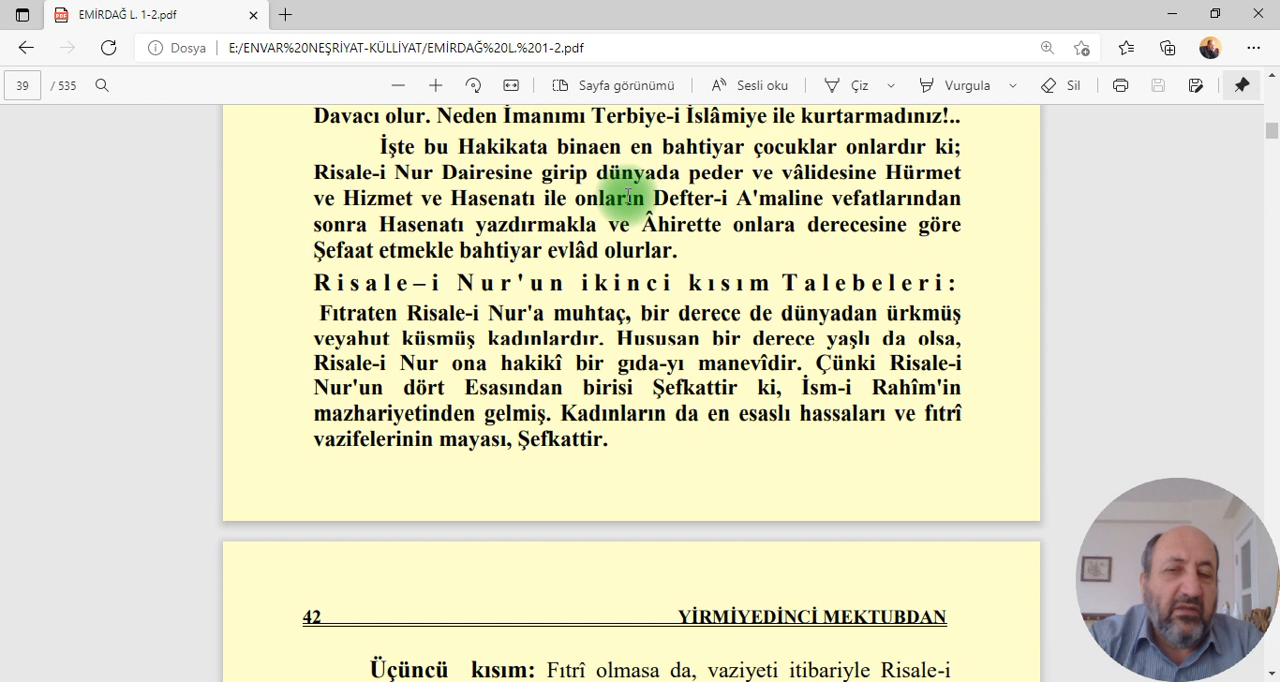 EMİRDAĞ L. 1-2.pdf
Dosya
E:/ENVAR%20NEŞRİYAT-KÜLLİYAT/EMİRDAĞ%20L.%201-2.pdf
39 / 535
Sayfa görünümü
Sesli oku
Çiz
Vurgula
Sil
Davacı olur. Neden İmanımı Terbiye-i İslâmiye ile kurtarmadınız!..
İşte bu Hakikata binaen en bahtiyar çocuklar onlardır ki;
Risale-i Nur Dairesine girip dünyada peder ve vâlidesine Hürmet
ve Hizmet ve Hasenatı ile onların Defter-i A'maline vefatlarından
sonra Hasenatı yazdırmakla ve Âhirette onlara derecesine göre
Şefaat etmekle bahtiyar evlâd olurlar.
Risale–i Nur'un ikinci kısım Talebeleri:
Fıtraten Risale-i Nur'a muhtaç, bir derece de dünyadan ürkmüş
veyahut küsmüş kadınlardır. Hususan bir derece yaşlı da olsa,
Risale-i Nur ona hakikî bir gıda-yı manevîdir. Çünki Risale-i
Nur'un dört Esasından birisi Şefkattir ki, İsm-i Rahîm'in
mazhariyetinden gelmiş. Kadınların da en esaslı hassaları ve fıtrî
vazifelerinin mayası, Şefkattir.
42 YİRMİYEDİNCİ MEKTUBDAN
Üçüncü kısım: Fıtrî olmasa da, vaziyeti itibariyle Risale-i